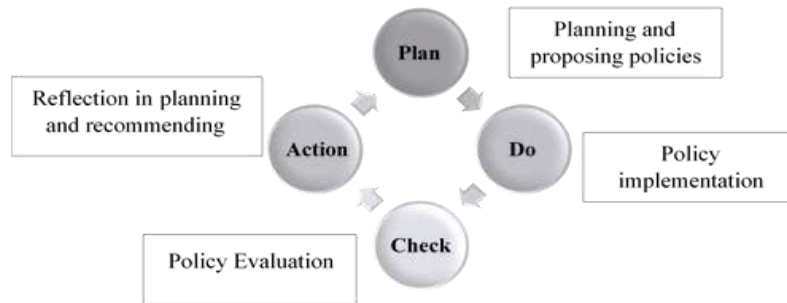 Plan
Planning and
proposing policies
Reflection in planning
and recommending
Action
Do
Policy
implementation
Check
Policy Evaluation